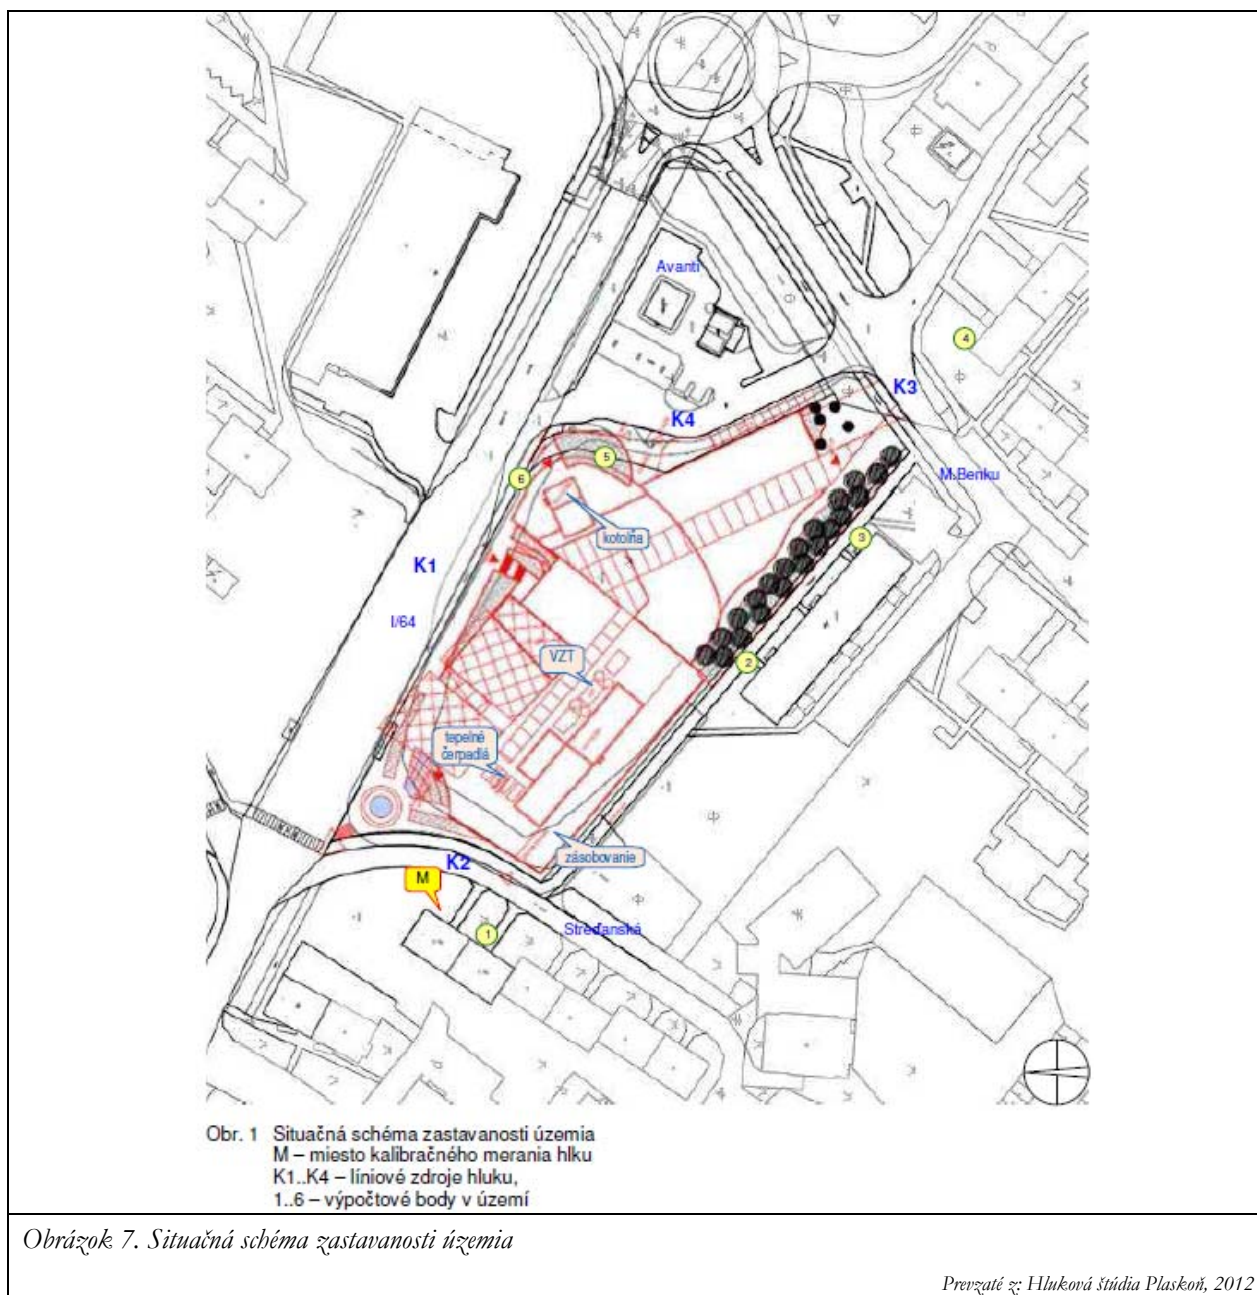 Avanti
4
K3
K4
5
6
M.Benku
kotolňa
3
K1
I/64
VZT
2
tepelné
čerpadlá
zásobovanie
K2
M
1
Streďanská
Obr. 1 Situačná schéma zastavanosti územia
M – miesto kalibračného merania hlku
K1..K4 – líniové zdroje hluku,
1..6 – výpočtové body v území
Obrázok 7. Situačná schéma zastavanosti územia
Prevzaté z: Hluková štúdia Plaskoň, 2012